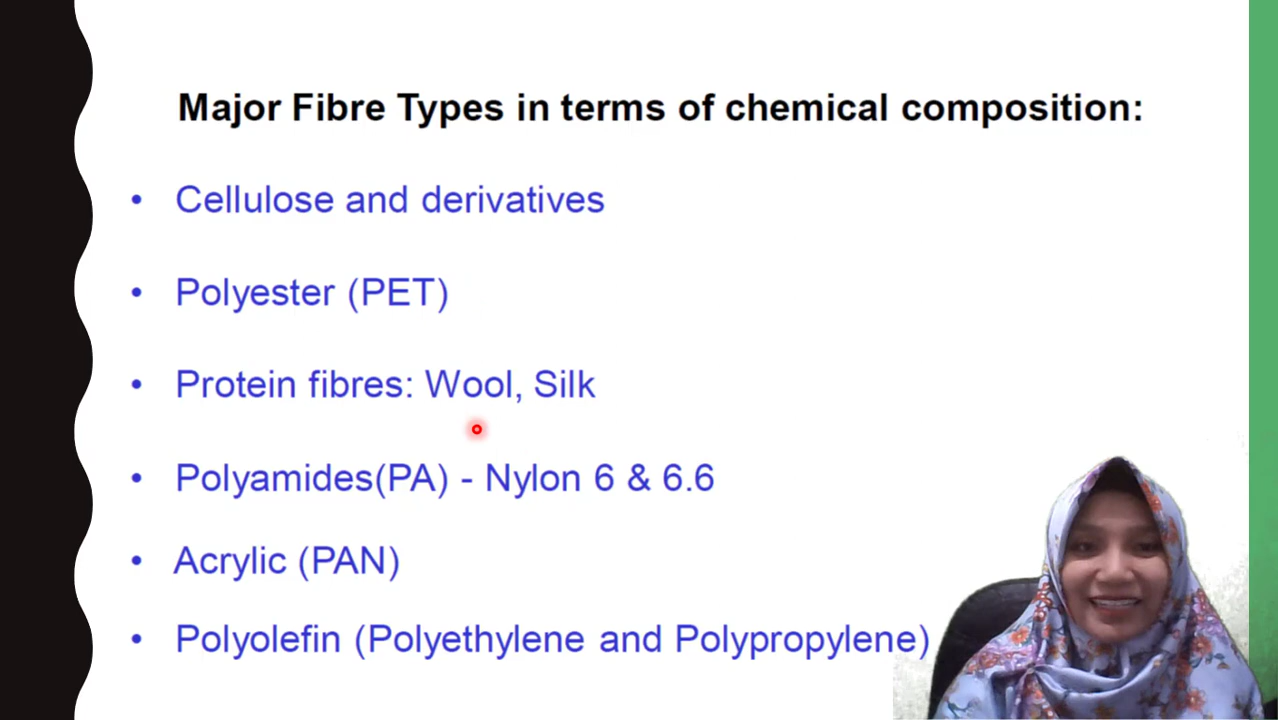 Major Fibre Types in terms of chemical composition:
• Cellulose and derivatives
• Polyester (PET)
• Protein fibres: Wool, Silk
• Polyamides(PA) - Nylon 6 & 6.6
• Acrylic (PAN)
• Polyolefin (Polyethylene and Polypropylene)